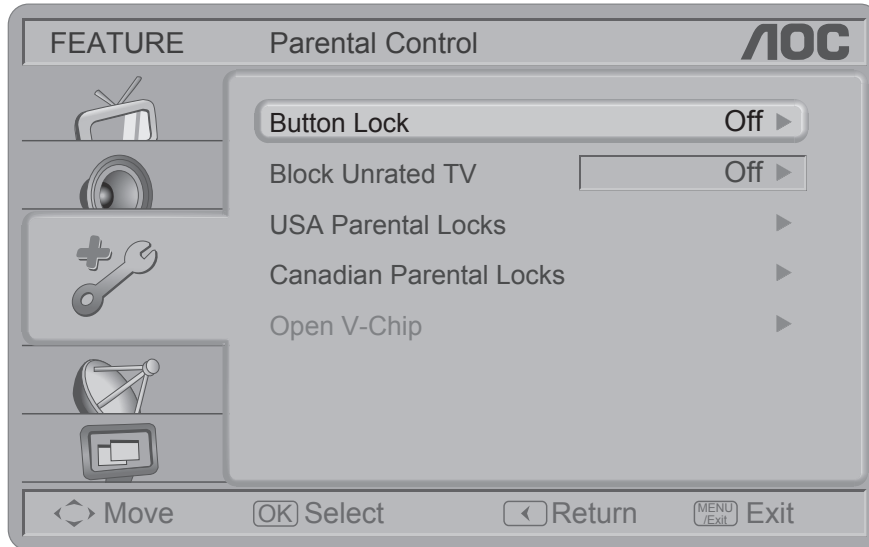 FEATURE Parental Control AOC
Button Lock Off
Block Unrated TV Off
USA Parental Locks
Canadian Parental Locks
Open V-Chip
Move OK Select Return MENU/Exit Exit